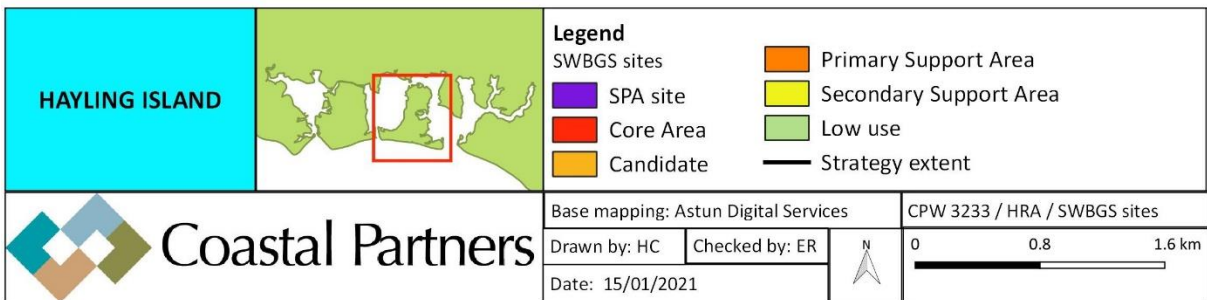 HAYLING ISLAND
Legend
SWBGS sites
SPA site
Core Area
Candidate
Primary Support Area
Secondary Support Area
Low use
Strategy extent
Coastal Partners
Base mapping: Astun Digital Services
Drawn by: HC
Checked by: ER
Date: 15/01/2021
N
CPW 3233 / HRA / SWBGS sites
0 0.8 1.6 km